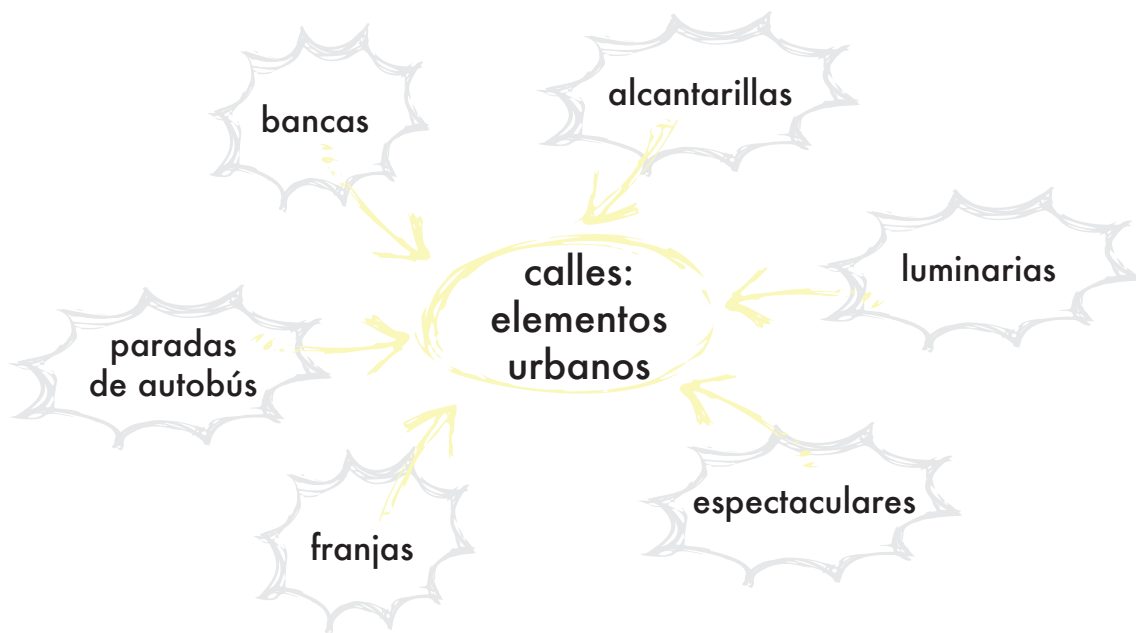 bancas
alcantarillas
luminarias
calles:
elementos
urbanos
paradas
de autobús
espectaculares
franjas